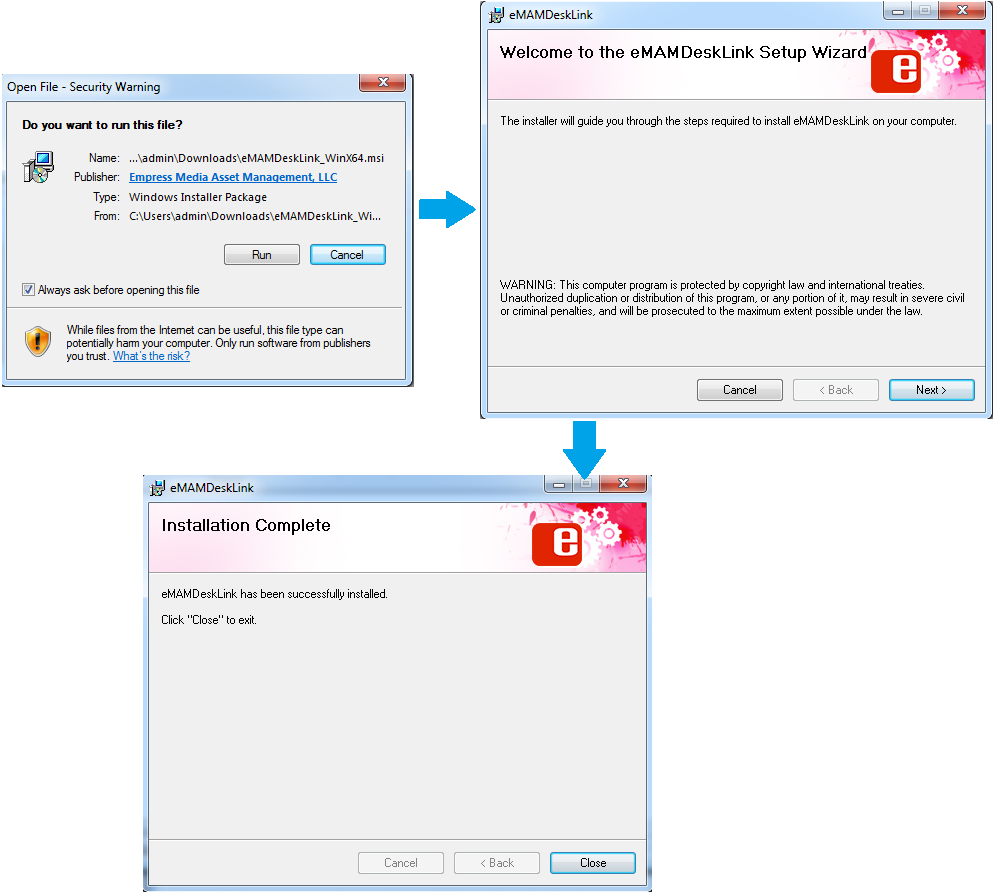 Open File - Security Warning
Do you want to run this file?
Name: ...\admin\Downloads\eMAMDeskLink_WinX64.msi
Publisher: Empress Media Asset Management, LLC
Type: Windows Installer Package
From: C:\Users\admin\Downloads\eMAMDeskLink_Wi...
Run Cancel
Always ask before opening this file
While files from the Internet can be useful, this file type can
potentially harm your computer. Only run software from publishers
you trust. What's the risk?
eMAMDeskLink
Welcome to the eMAMDeskLink Setup Wizard
e
The installer will guide you through the steps required to install eMAMDeskLink on your computer.
WARNING: This computer program is protected by copyright law and international treaties.
Unauthorized duplication or distribution of this program, or any portion of it, may result in severe civil
or criminal penalties, and will be prosecuted to the maximum extent possible under the law.
Cancel < Back Next >
eMAMDeskLink
Installation Complete
e
eMAMDeskLink has been successfully installed.
Click "Close" to exit.
Cancel < Back Close